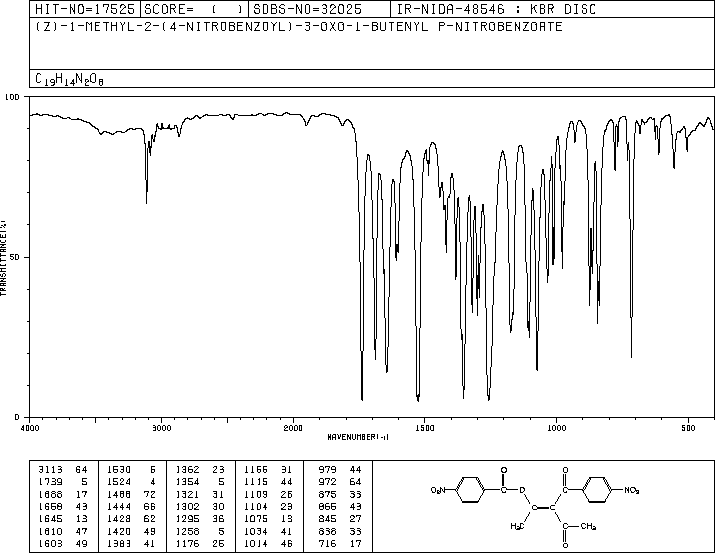 HIT-NO=17525 SCORE= ( ) SDBS-NO=32025 IR-NIDA-48546 : KBR DISC
(Z)-1-METHYL-2-(4-NITROBENZOYL)-3-OXO-1-BUTENYL P-NITROBENZOATE
C19H14N2O8
100
50
0
TRANSMITTANCE(%)
4000 3000 2000 1500 1000 500
WAVENUMBER(-1)
3113 64 1530 6 1362 23 1166 31 979 44
1739 5 1524 4 1354 5 1115 44 972 64
1688 17 1488 72 1321 31 1109 26 875 33
1658 43 1444 66 1302 30 1104 23 866 43
1645 13 1428 62 1295 36 1075 13 845 27
1610 47 1420 49 1258 5 1034 41 838 33
1603 49 1383 41 1176 26 1014 46 716 17
O O
NO2 C O C NO2
C C
H3C C CH3
O